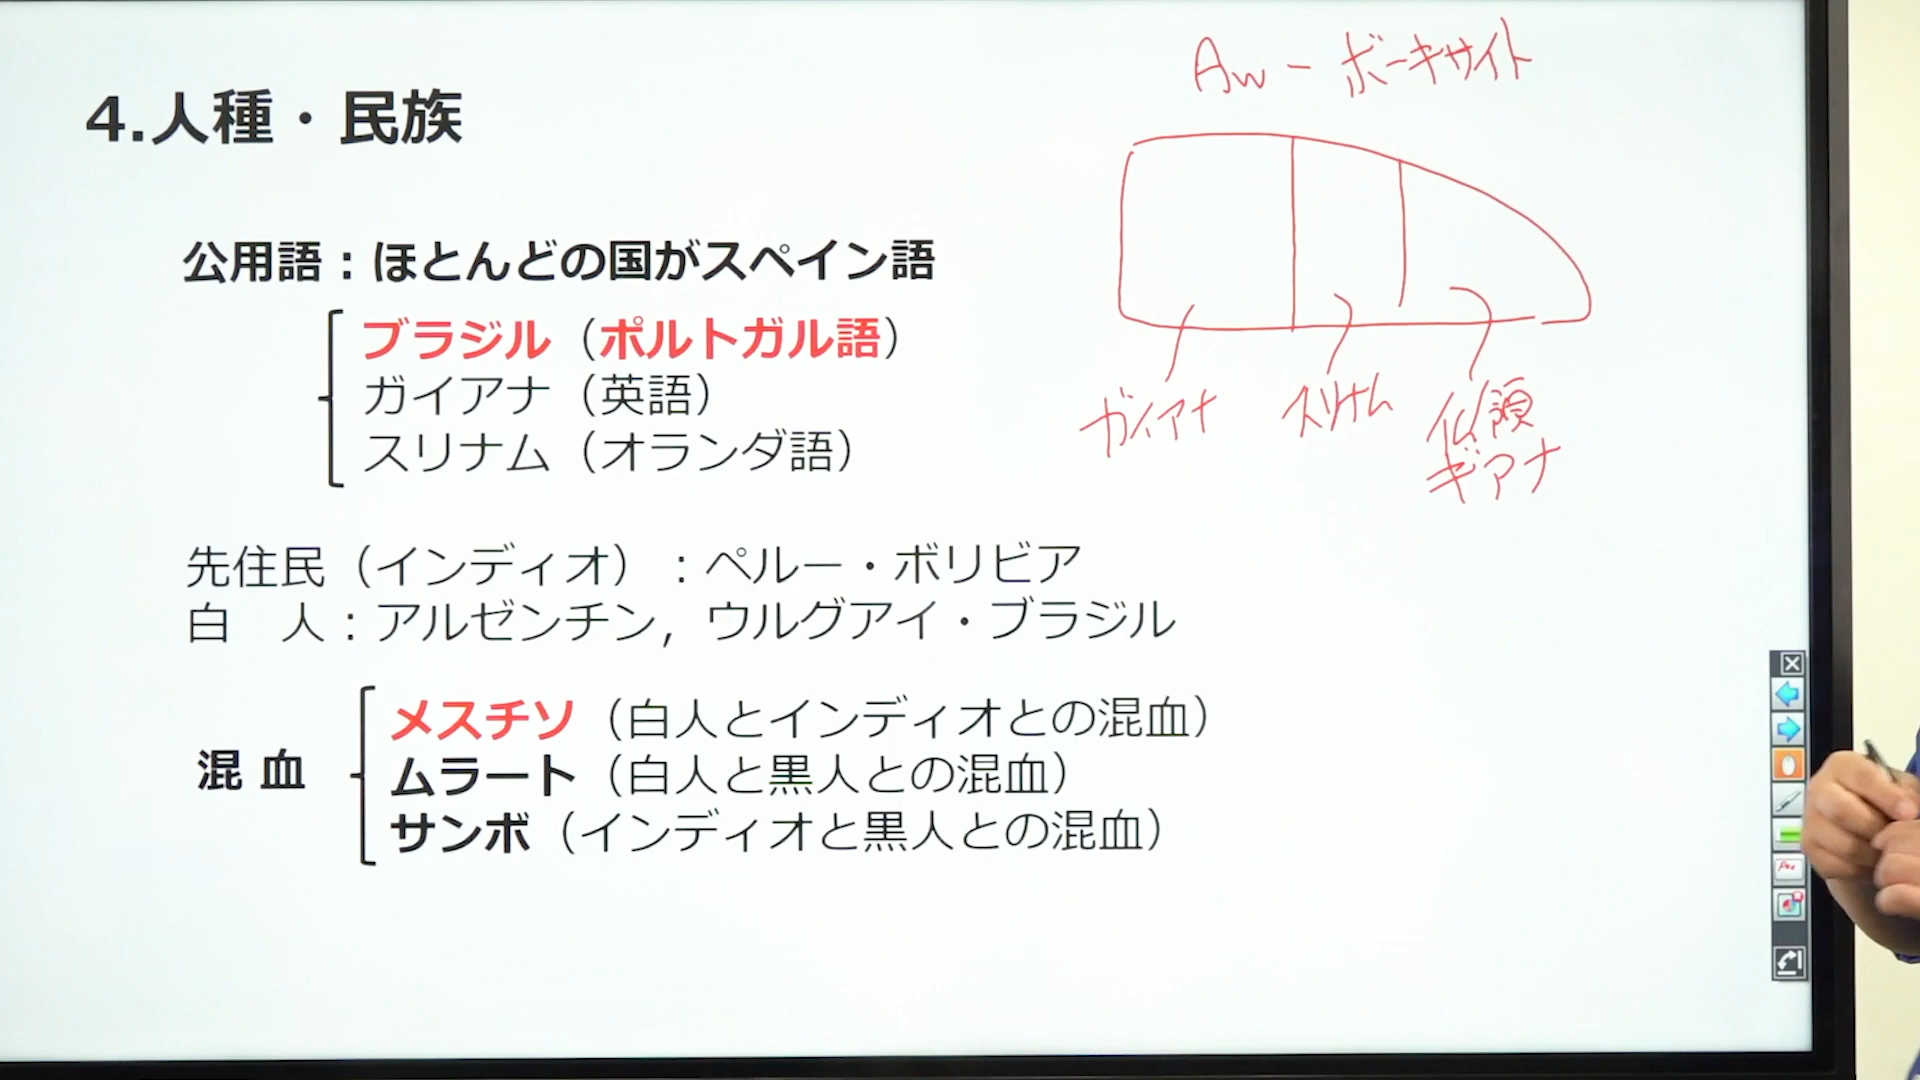 4.人種・民族
公用語：ほとんどの国がスペイン語
ブラジル（ポルトガル語）
ガイアナ（英語）
スリナム（オランダ語）
先住民（インディオ）：ペルー・ボリビア
白　人：アルゼンチン，ウルグアイ・ブラジル
混 血
メスチソ（白人とインディオとの混血）
ムラート（白人と黒人との混血）
サンボ（インディオと黒人との混血）
Aw − ボーキサイト
ガイアナ
スリナム
仏領
ギアナ